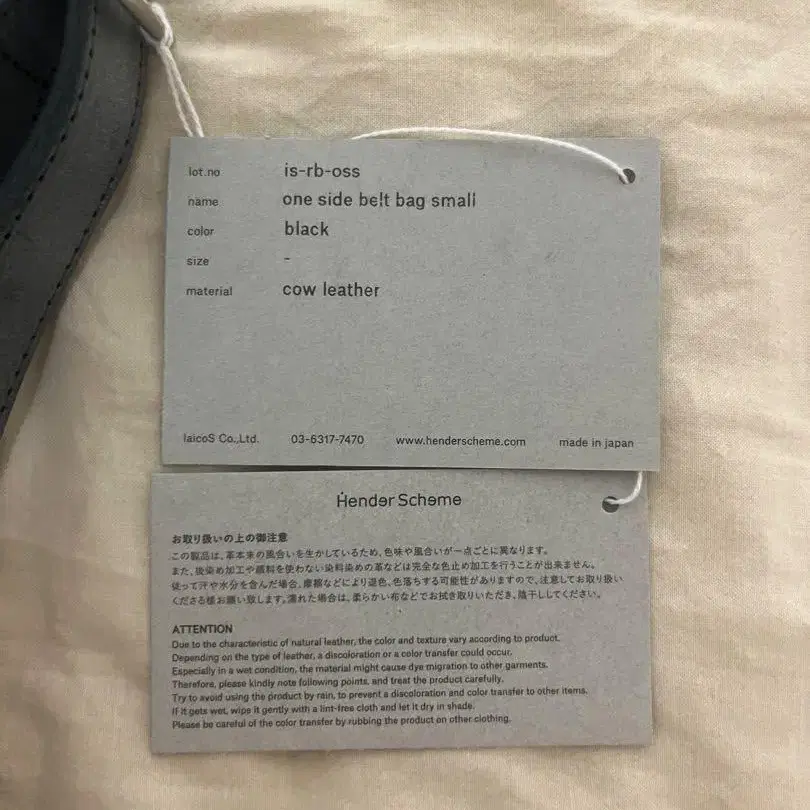 lot.no is-rb-oss
name one side belt bag small
color black
size -
material cow leather
laicoS Co.,Ltd. 03-6317-7470 www.henderscheme.com made in japan
Hender Scheme
お取り扱いの上の御注意
この製品は、革本来の風合いを生かしているため、色味や風合いが一点ごとに異なります。
また、後染め加工や顔料を使わない染料染めの革などは完全な色止め加工を行うことが出来ません。
従って汗や水分を含んだ場合、摩擦などにより退色、色落ちする可能性がありますので、注意してお取り扱い
くださる様お願い致します。濡れた場合は、柔らかい布などでお拭き取りいただき、陰干ししてください。
ATTENTION
Due to the characteristic of natural leather, the color and texture vary according to product.
Depending on the type of leather, a discoloration or a color transfer could occur.
Especially in a wet condition, the material might cause dye migration to other garments.
Therefore, please kindly note following points, and treat the product carefully.
Try to avoid using the product by rain, to prevent a discoloration and color transfer to other items.
If it gets wet, wipe it gently with a lint-free cloth and let it dry in shade.
Please be careful of the color transfer by rubbing the product on other clothing.